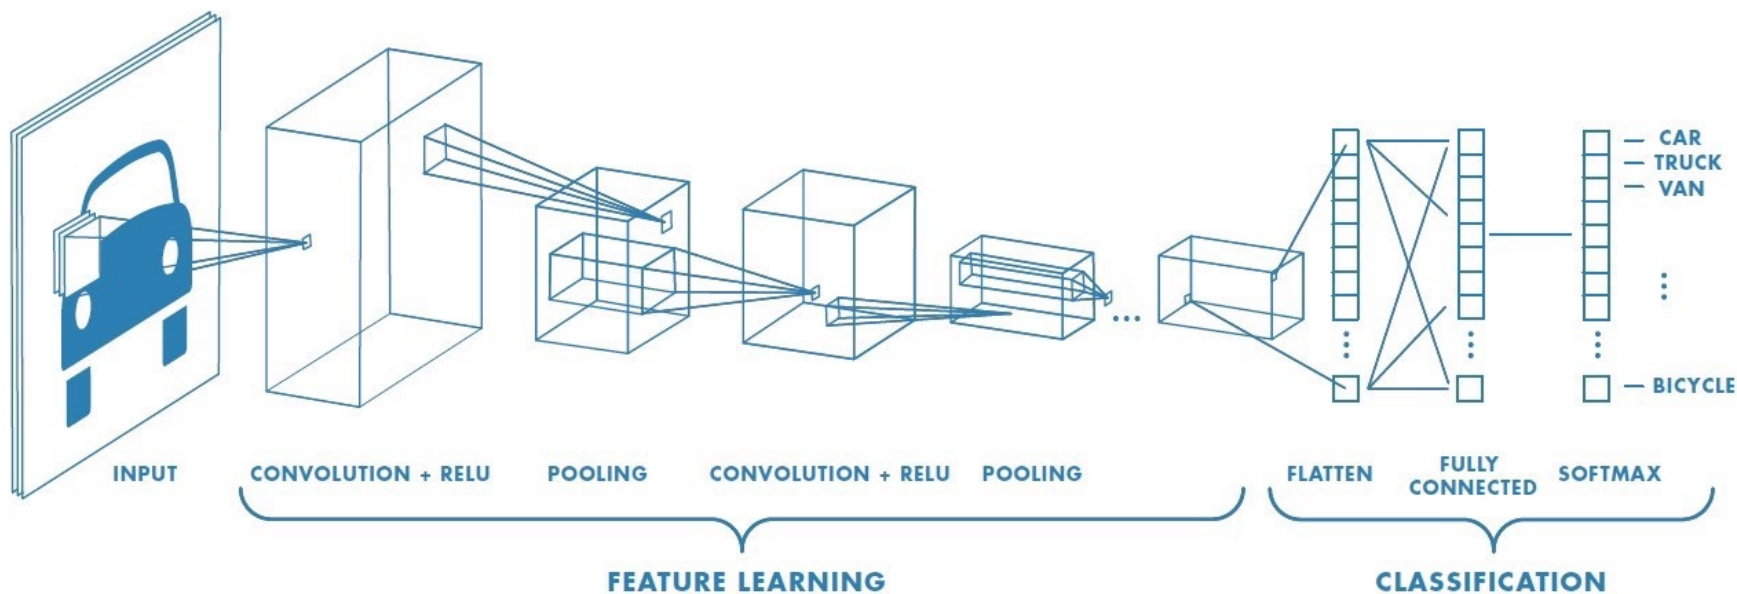 CAR
TRUCK
VAN
BICYCLE
INPUT
CONVOLUTION + RELU
POOLING
CONVOLUTION + RELU
POOLING
FLATTEN
FULLY
CONNECTED
SOFTMAX
FEATURE LEARNING
CLASSIFICATION